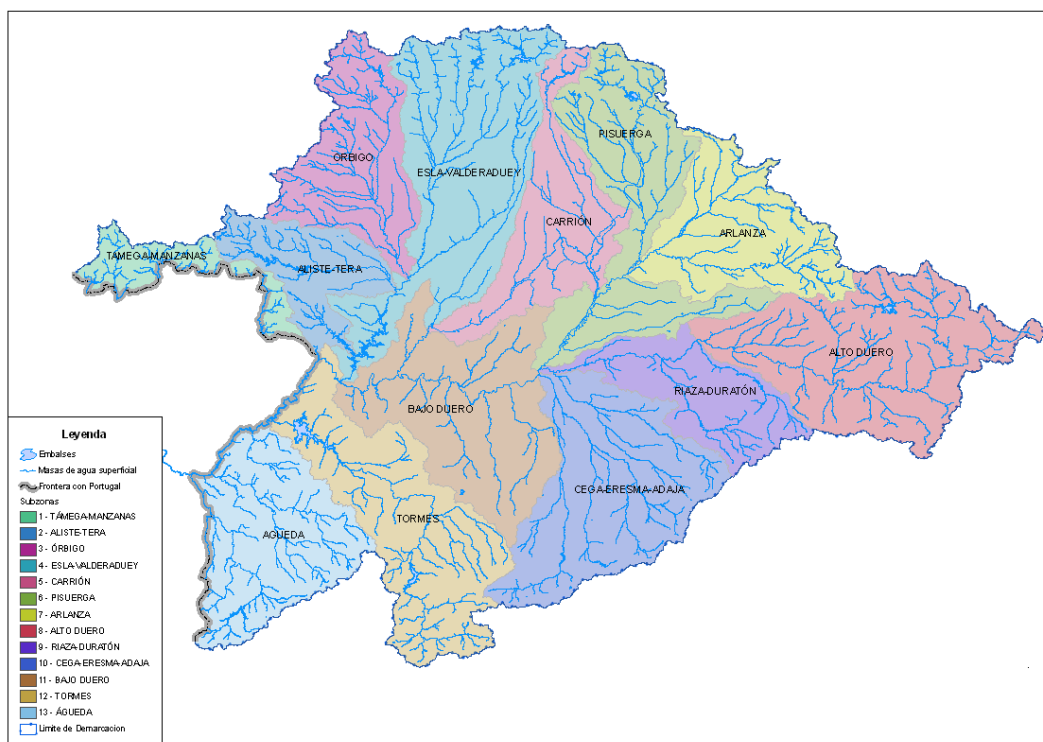 PISUERGA
ÓRBIGO
ESLA-VALDERADUEY
CARRIÓN
ARLANZA
TÁMEGA-MANZANAS
ALISTE-TERA
ALTO DUERO
RIAZA-DURATÓN
BAJO DUERO
CEGA-ERESMA-ADAJA
TORMES
ÁGUEDA
Leyenda
Embalses
Masas de agua superficial
Frontera con Portugal
Subzonas
1 - TÁMEGA-MANZANAS
2 - ALISTE-TERA
3 - ÓRBIGO
4 - ESLA-VALDERADUEY
5 - CARRIÓN
6 - PISUERGA
7 - ARLANZA
8 - ALTO DUERO
9 - RIAZA-DURATÓN
10 - CEGA-ERESMA-ADAJA
11 - BAJO DUERO
12 - TORMES
13 - ÁGUEDA
Límite de Demarcacion